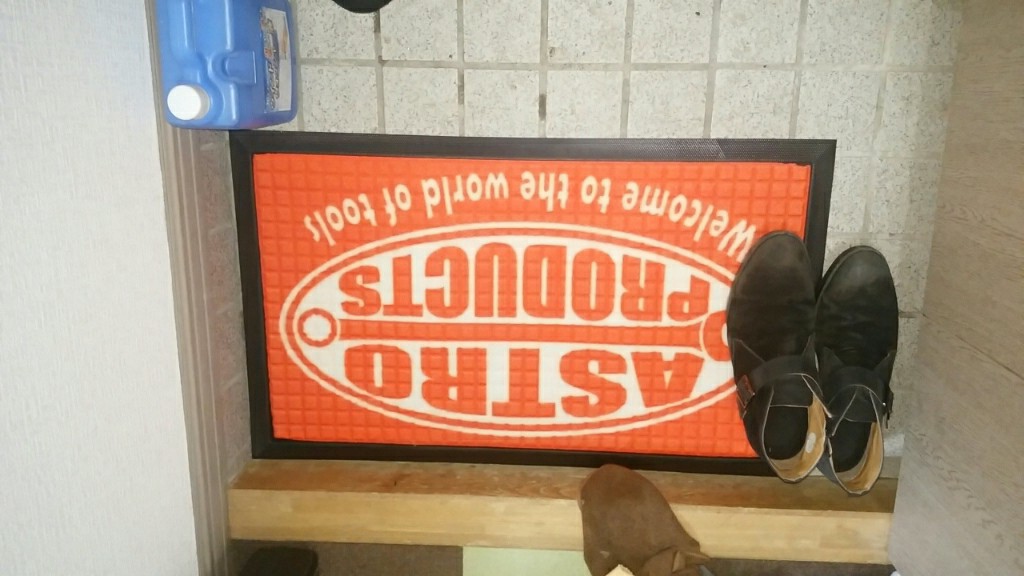 ASTRO
PRODUCTS
Welcome to the world of tools